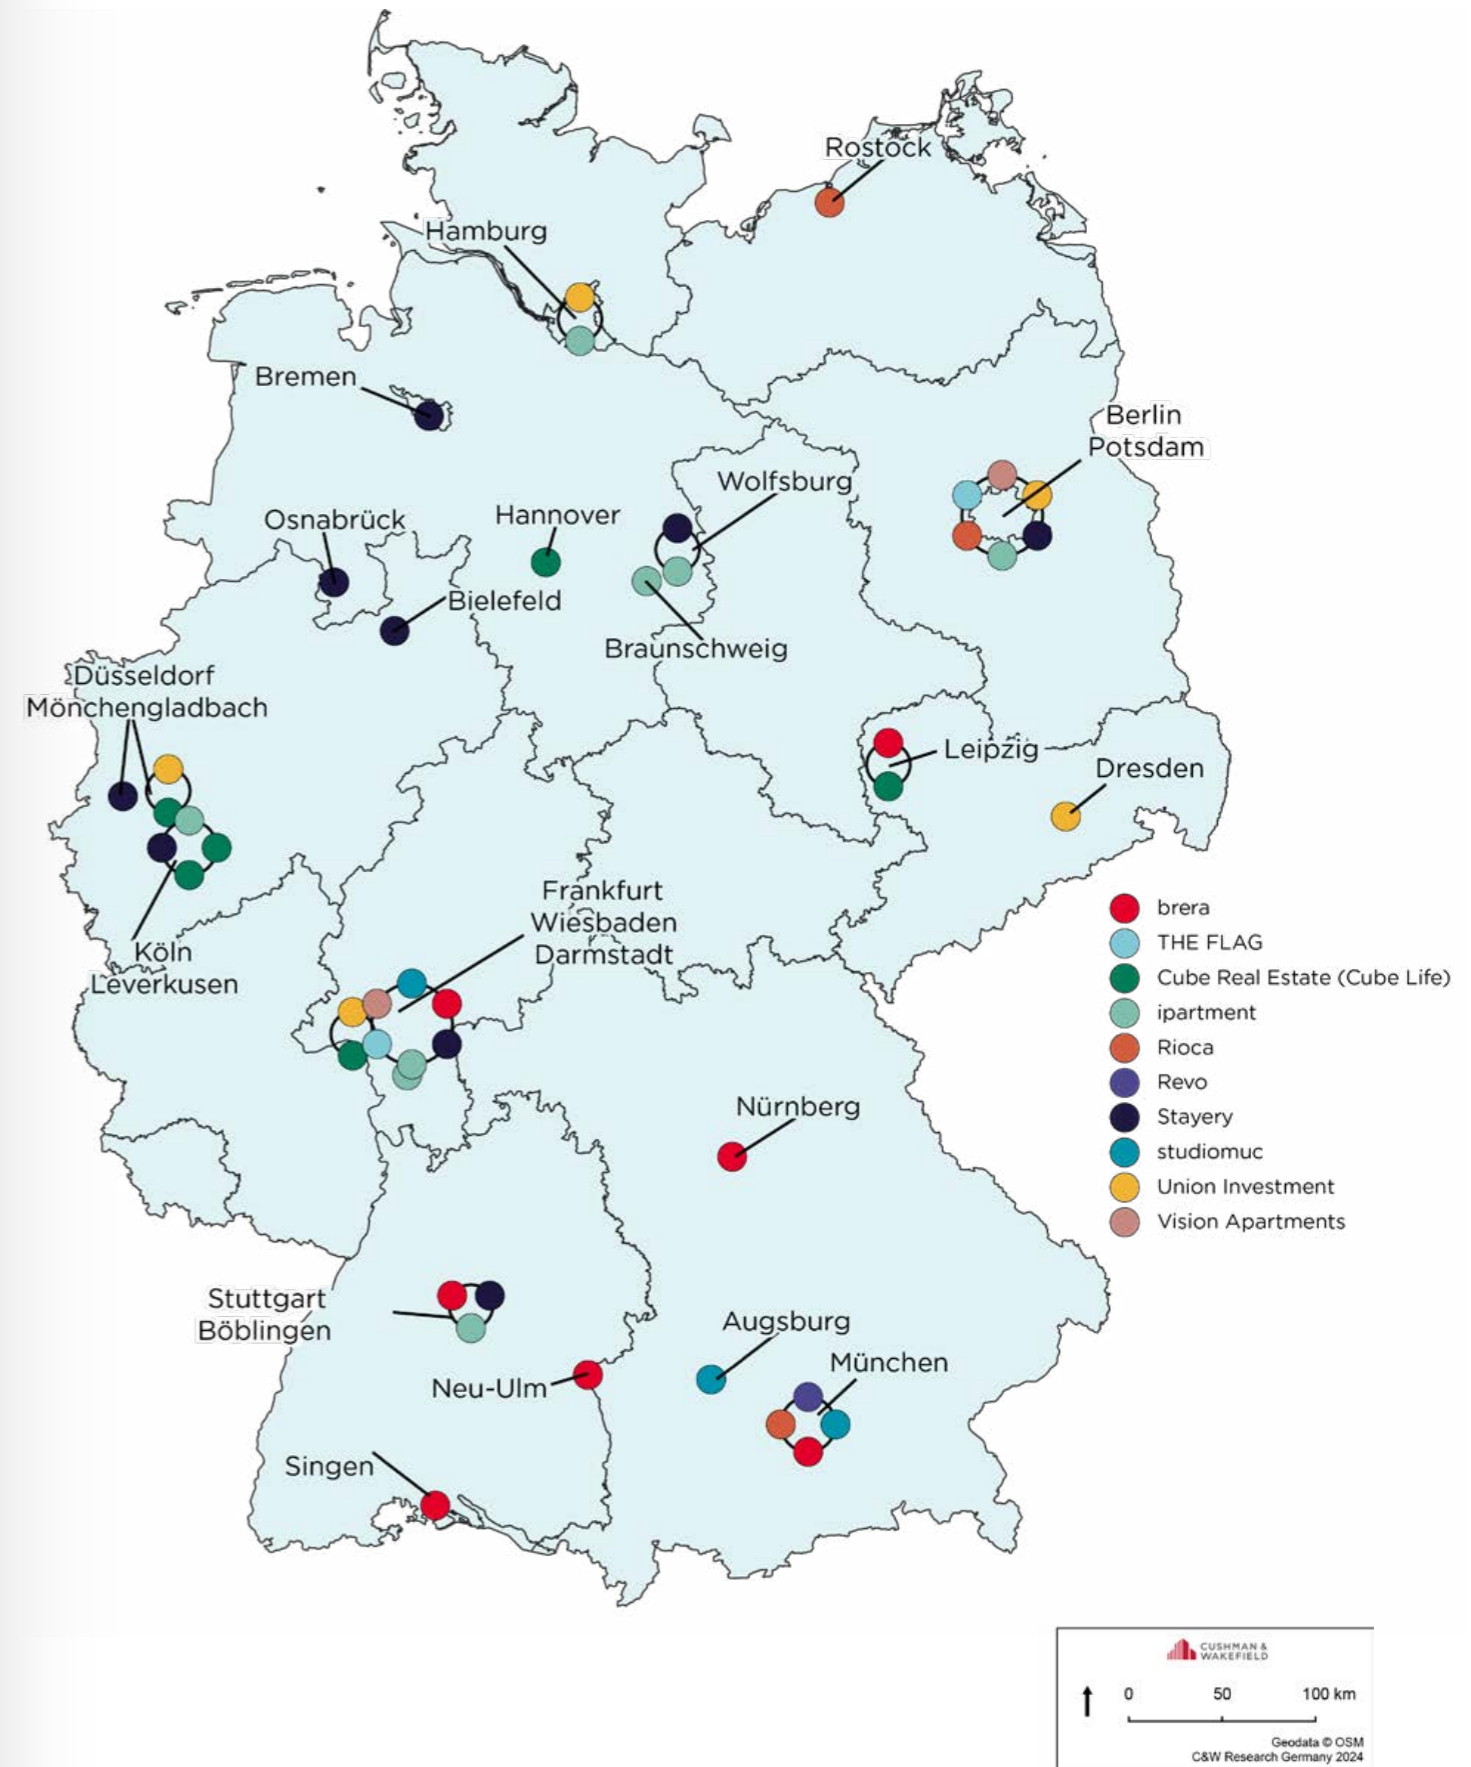 Rostock
Hamburg
Bremen
Berlin
Potsdam
Wolfsburg
Osnabrück
Hannover
Bielefeld
Braunschweig
Düsseldorf
Mönchengladbach
Leipzig
Dresden
Frankfurt
Wiesbaden
Darmstadt
Köln
Leverkusen
brera
THE FLAG
Cube Real Estate (Cube Life)
ipartment
Rioca
Revo
Stayery
studiomuc
Union Investment
Vision Apartments
Nürnberg
Stuttgart
Böblingen
Augsburg
München
Neu-Ulm
Singen
CUSHMAN &
WAKEFIELD
0 50 100 km
Geodata © OSM
C&W Research Germany 2024